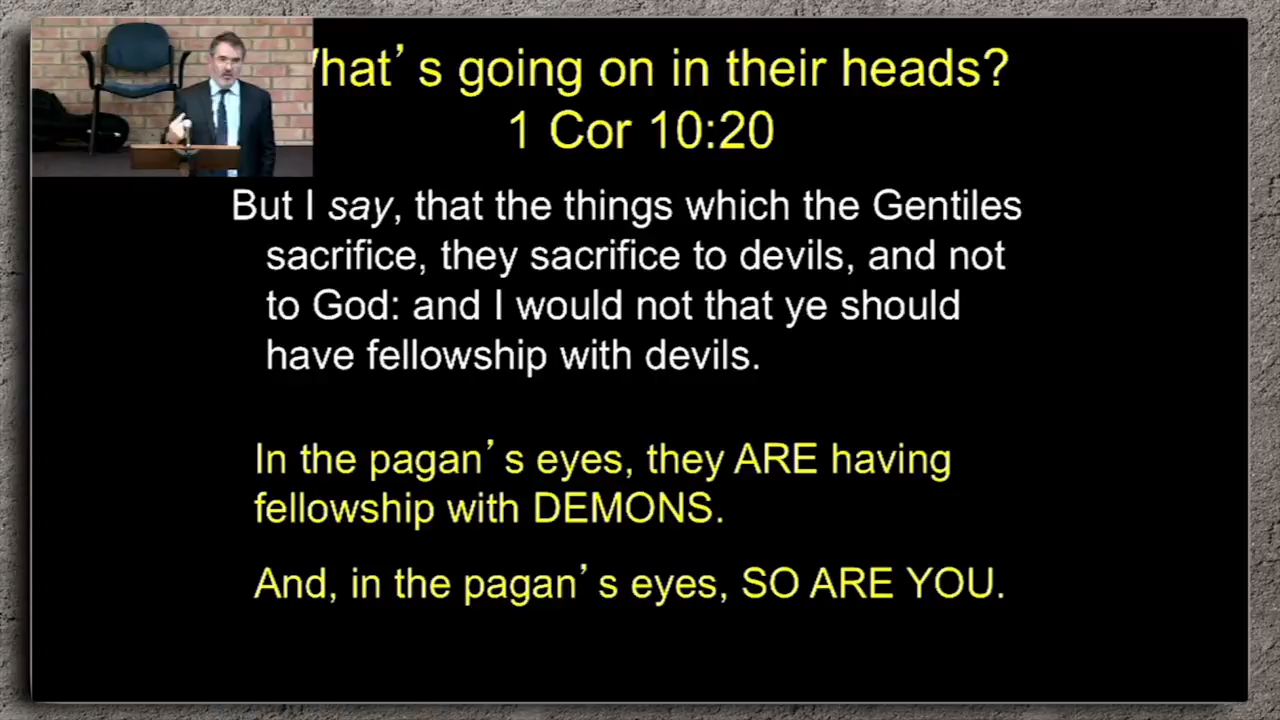 hat’s going on in their heads?
1 Cor 10:20
But I say, that the things which the Gentiles
sacrifice, they sacrifice to devils, and not
to God: and I would not that ye should
have fellowship with devils.
In the pagan’s eyes, they ARE having
fellowship with DEMONS.
And, in the pagan’s eyes, SO ARE YOU.